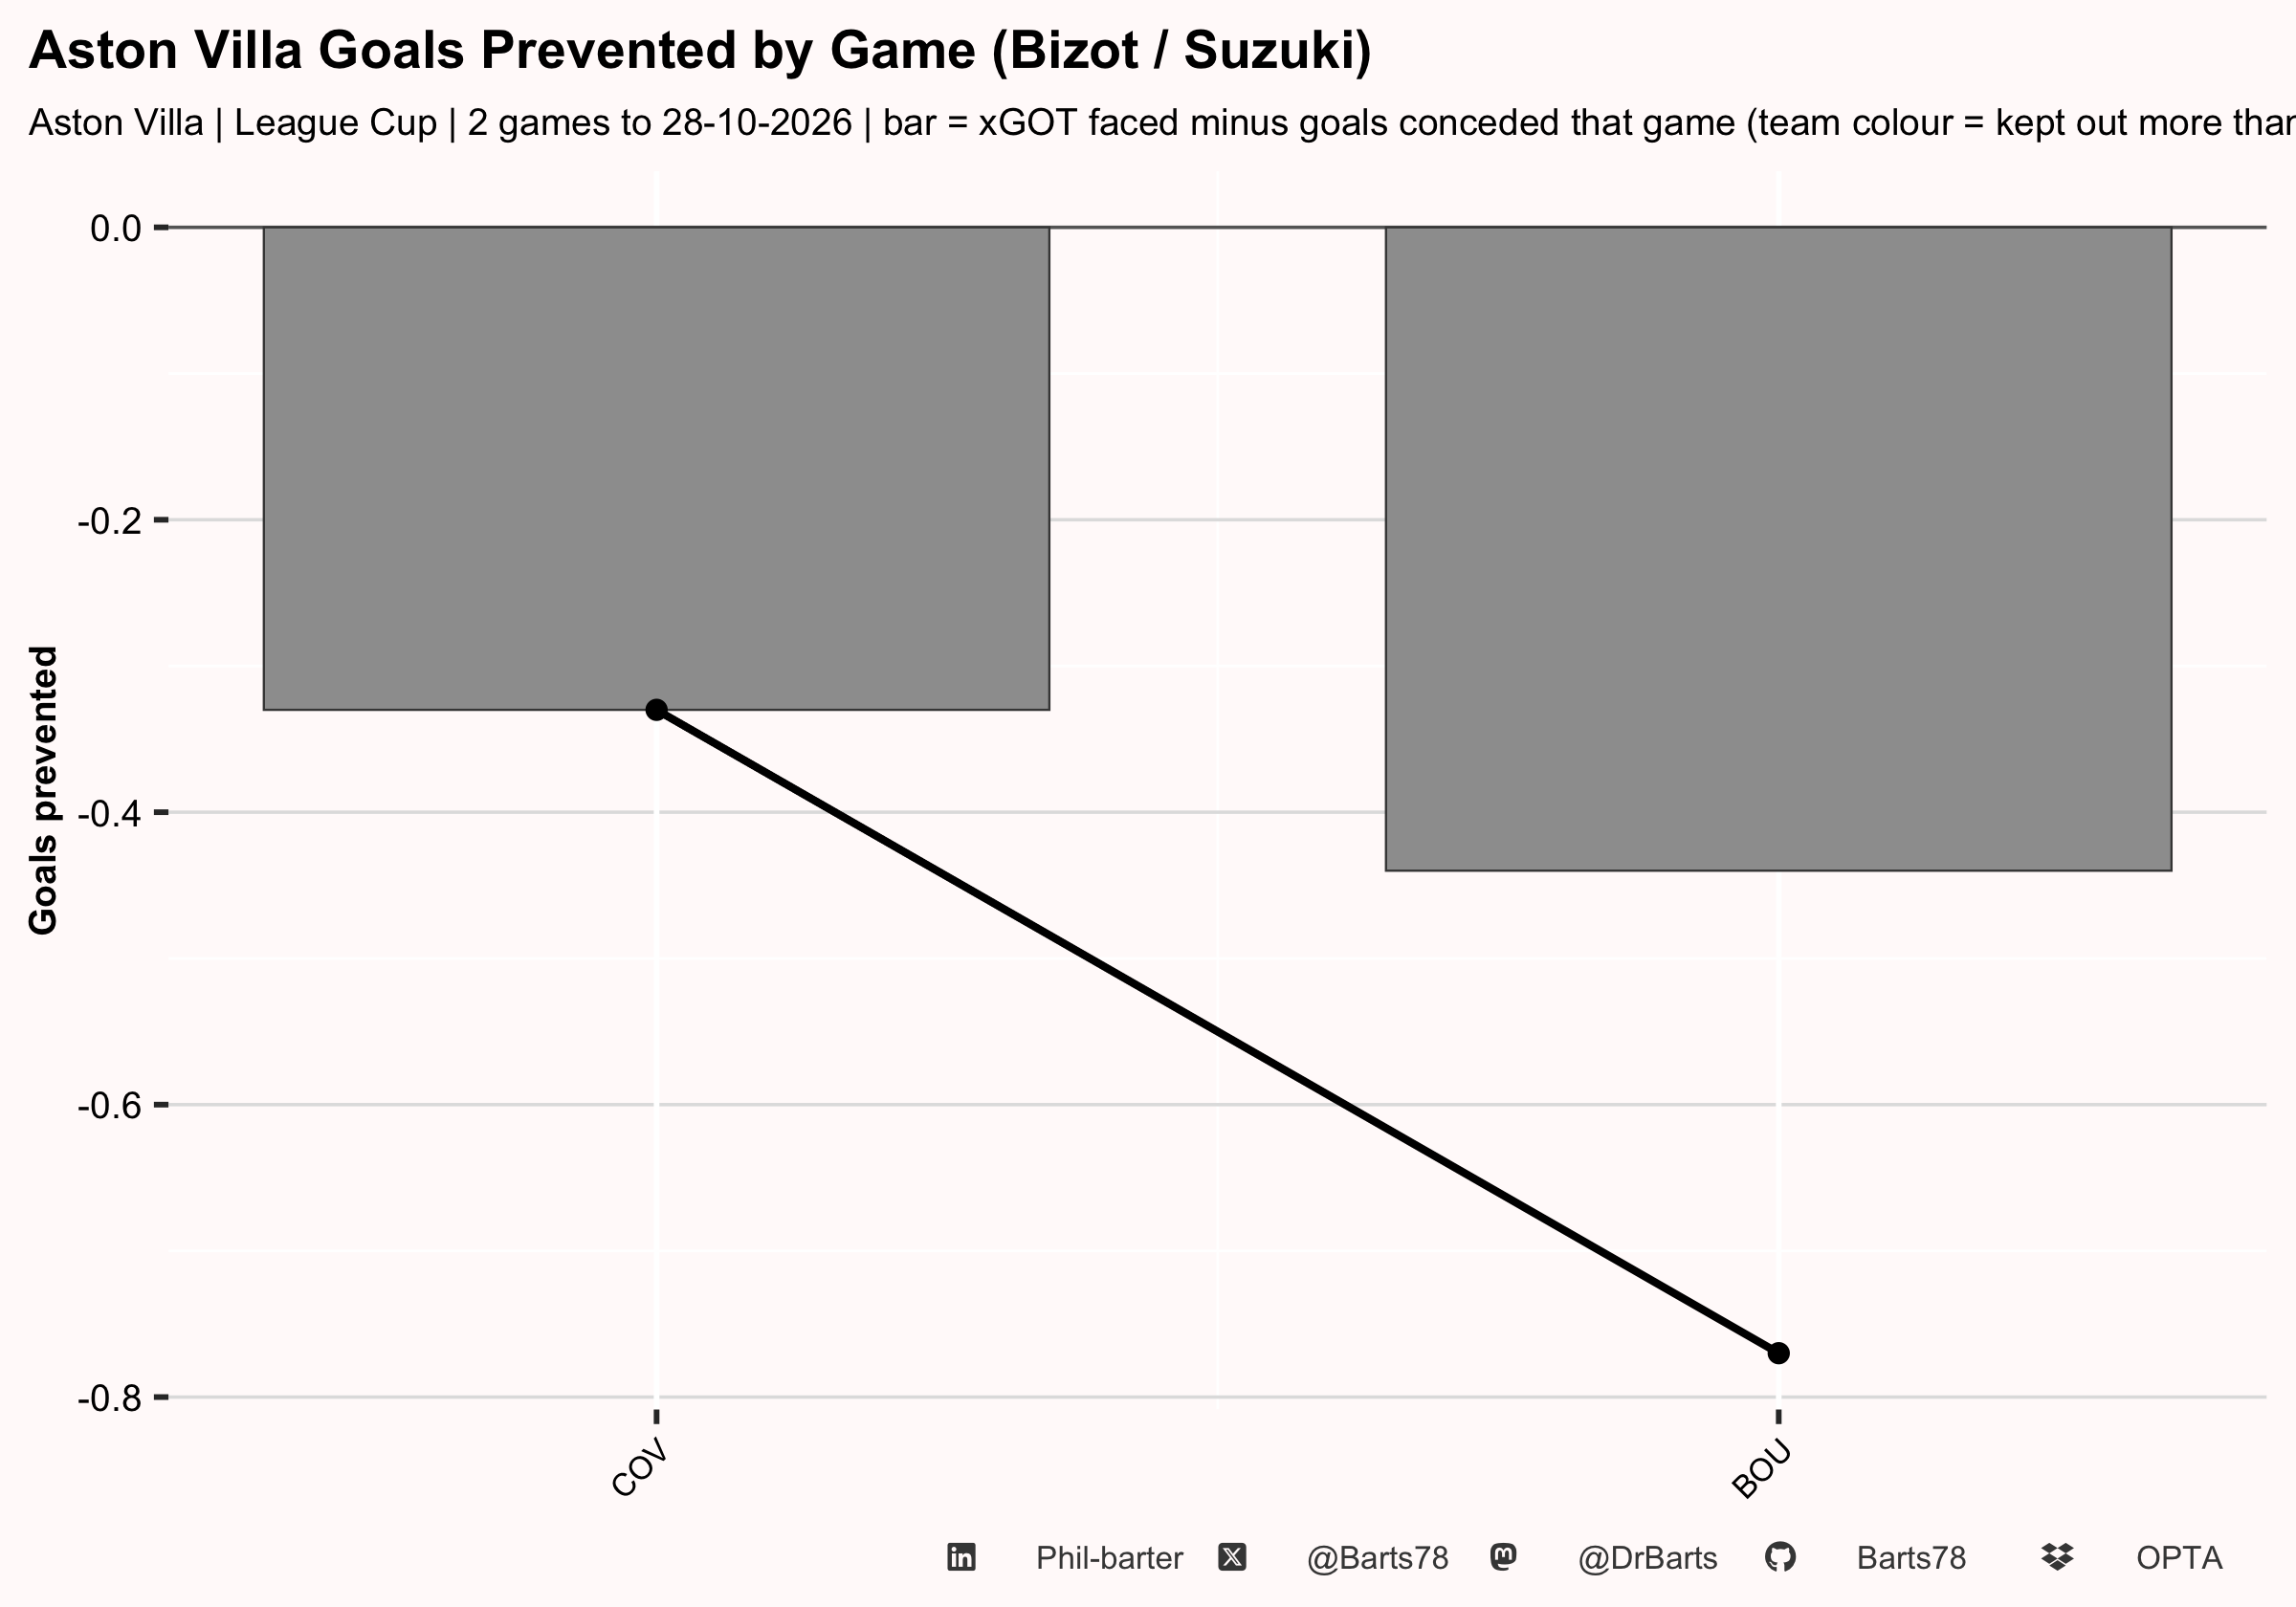 Aston Villa Goals Prevented by Game (Bizot / Suzuki)
Aston Villa | League Cup | 2 games to 28-10-2026 | bar = xGOT faced minus goals conceded that game (team colour = kept out more than
0.0
-0.2
-0.4
-0.6
-0.8
Goals prevented
COV
BOU
Phil-barter @Barts78 @DrBarts Barts78 OPTA